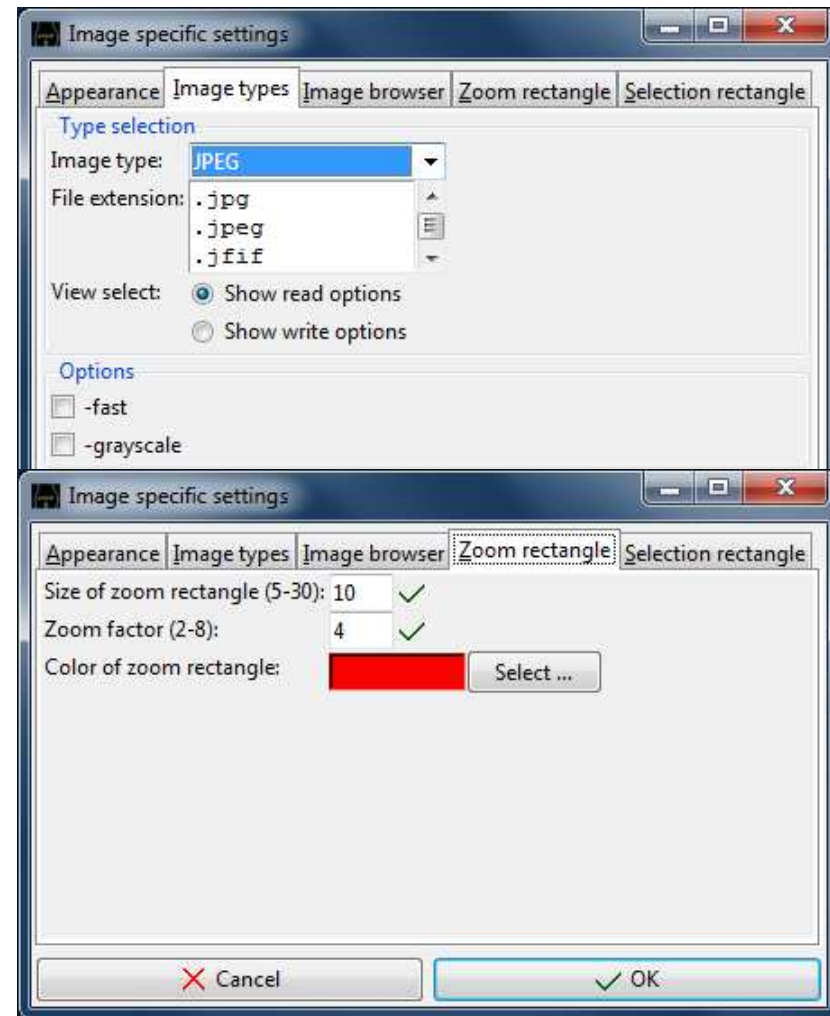 Image specific settings
Appearance Image types Image browser Zoom rectangle Selection rectangle
Type selection
Image type: JPEG
File extension: .jpg
.jpeg
.jfif
View select: Show read options
Show write options
Options
-fast
-grayscale
Image specific settings
Appearance Image types Image browser Zoom rectangle Selection rectangle
Size of zoom rectangle (5-30): 10
Zoom factor (2-8): 4
Color of zoom rectangle: Select ...
Cancel OK